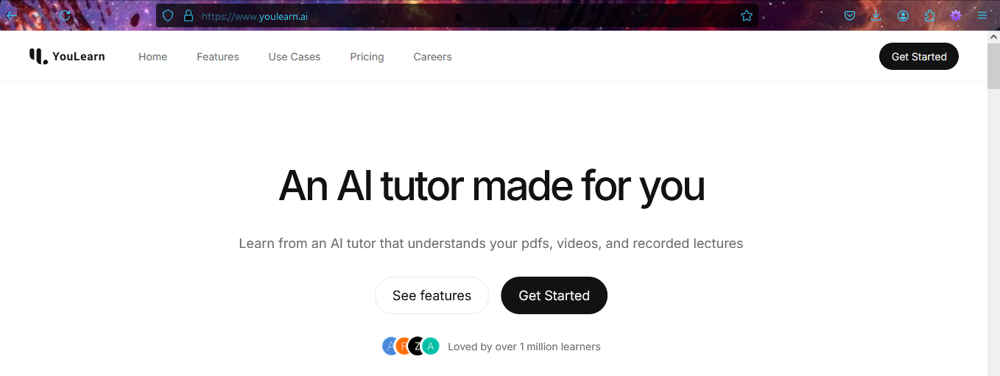 https://www.youlearn.ai
YouLearn Home Features Use Cases Pricing Careers Get Started
An AI tutor made for you
Learn from an AI tutor that understands your pdfs, videos, and recorded lectures
See features Get Started
A R Z A Loved by over 1 million learners